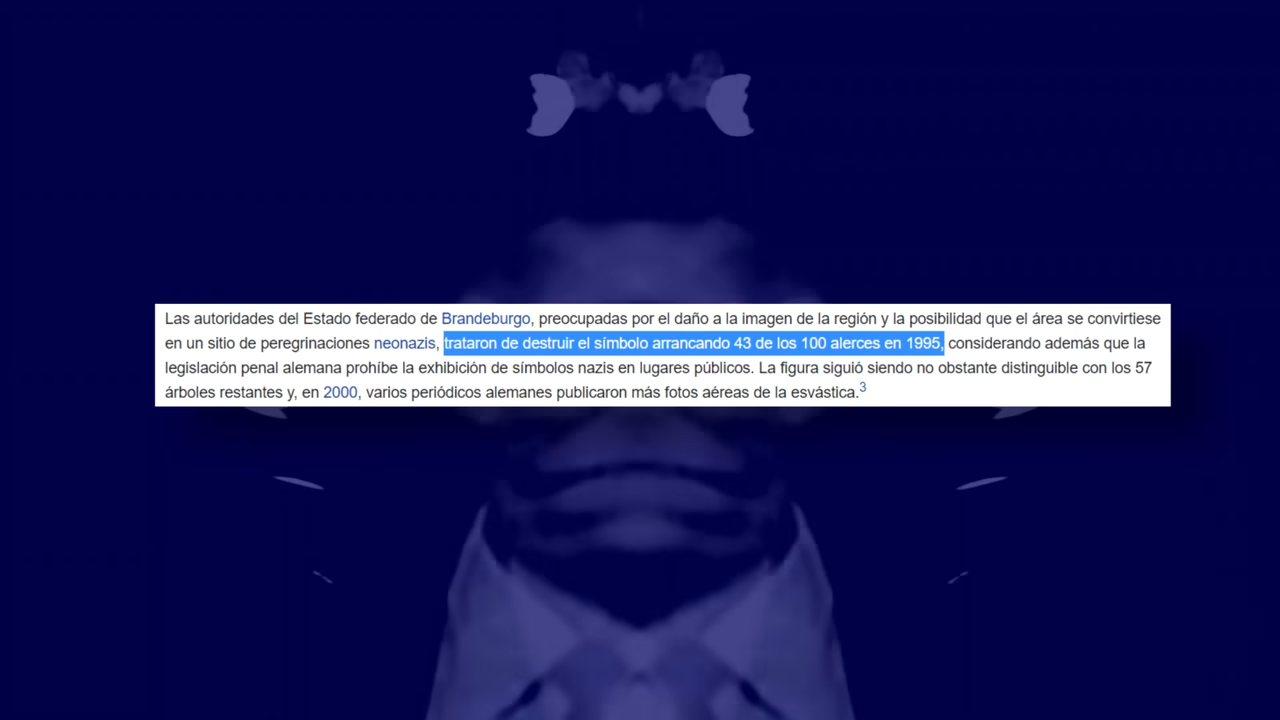 Las autoridades del Estado federado de Brandeburgo, preocupadas por el daño a la imagen de la región y la posibilidad que el área se convirtiese
en un sitio de peregrinaciones neonazis, trataron de destruir el símbolo arrancando 43 de los 100 alerces en 1995, considerando además que la
legislación penal alemana prohíbe la exhibición de símbolos nazis en lugares públicos. La figura siguió siendo no obstante distinguible con los 57
árboles restantes y, en 2000, varios periódicos alemanes publicaron más fotos aéreas de la esvástica.3